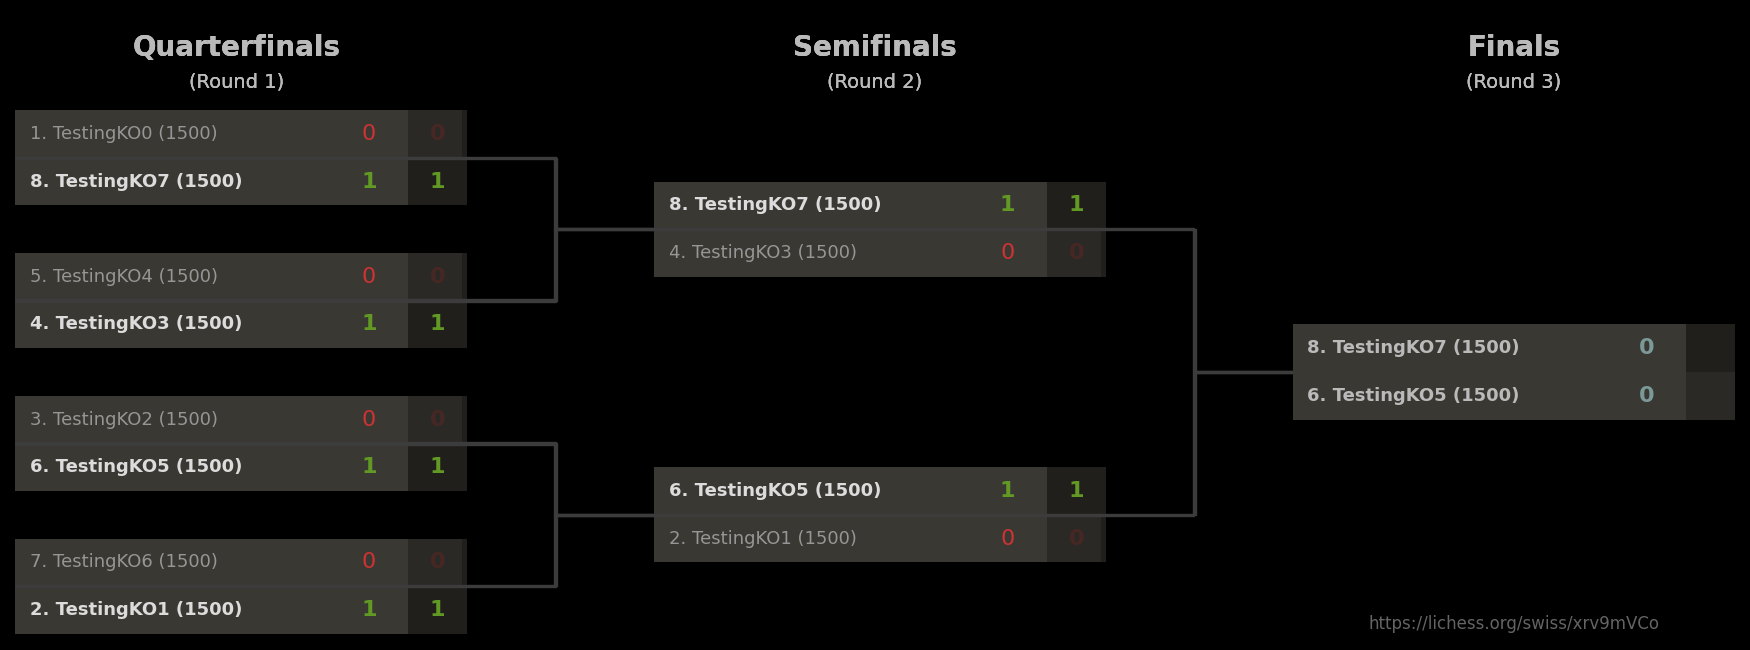 Quarterfinals
(Round 1)
1. TestingKO0 (1500) 0 0
8. TestingKO7 (1500) 1 1
5. TestingKO4 (1500) 0 0
4. TestingKO3 (1500) 1 1
3. TestingKO2 (1500) 0 0
6. TestingKO5 (1500) 1 1
7. TestingKO6 (1500) 0 0
2. TestingKO1 (1500) 1 1
Semifinals
(Round 2)
8. TestingKO7 (1500) 1 1
4. TestingKO3 (1500) 0 0
6. TestingKO5 (1500) 1 1
2. TestingKO1 (1500) 0 0
Finals
(Round 3)
8. TestingKO7 (1500) 0
6. TestingKO5 (1500) 0
https://lichess.org/swiss/xrv9mVCo